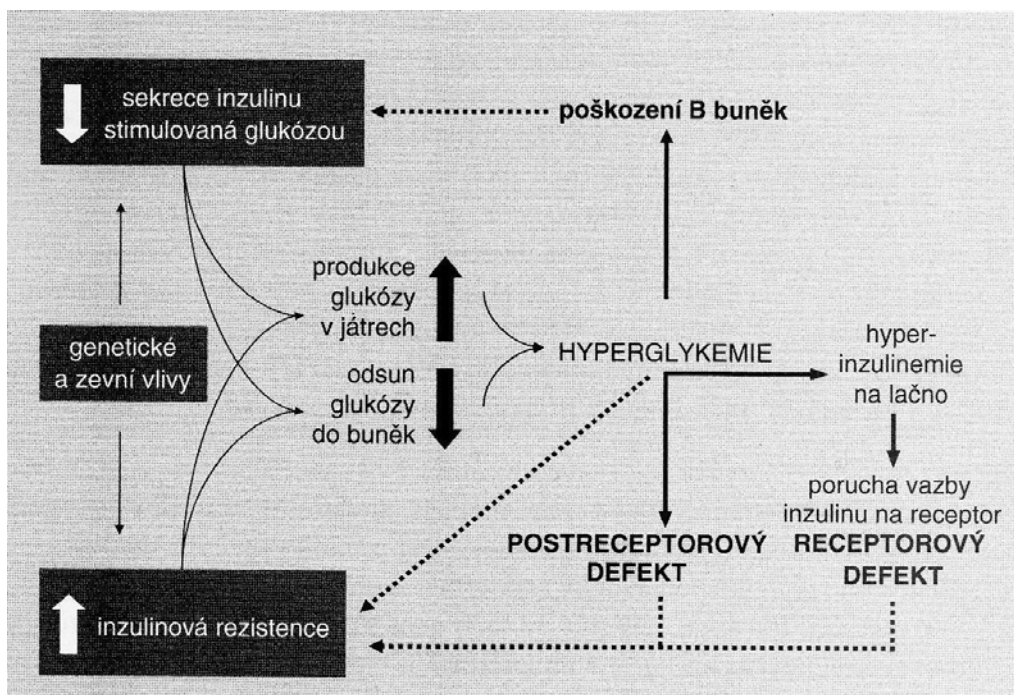 sekrece inzulinu
stimulovaná glukózou
poškození B buněk
produkce
glukózy
v játrech
genetické
a zevní vlivy
odsun
glukózy
do buněk
HYPERGLYKEMIE
hyper-
inzulinemie
na lačno
porucha vazby
inzulinu na receptor
POSTRECEPTOROVÝ
DEFEKT
RECEPTOROVÝ
DEFEKT
inzulinová rezistence